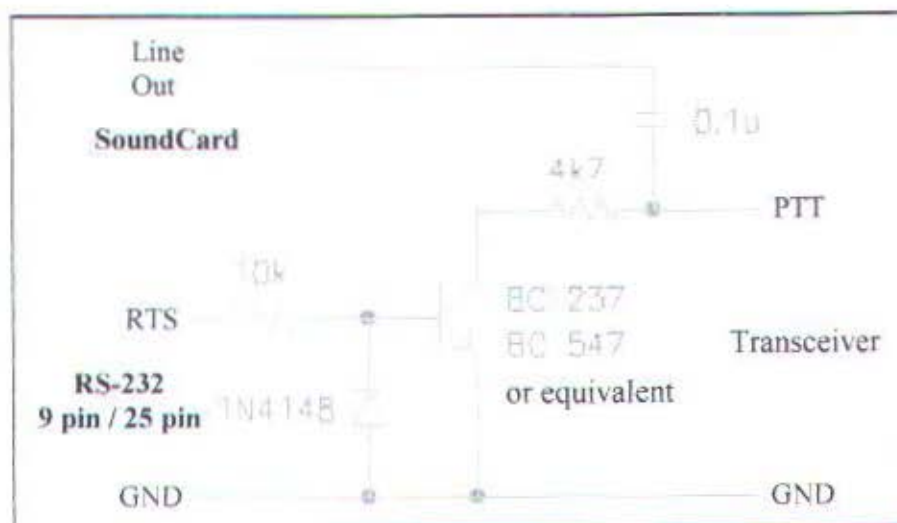 Line
Out
SoundCard
0.1u
4k7
PTT
10k
RTS
BC 237
BC 547
or equivalent
Transceiver
RS-232
9 pin / 25 pin
1N4148
GND
GND